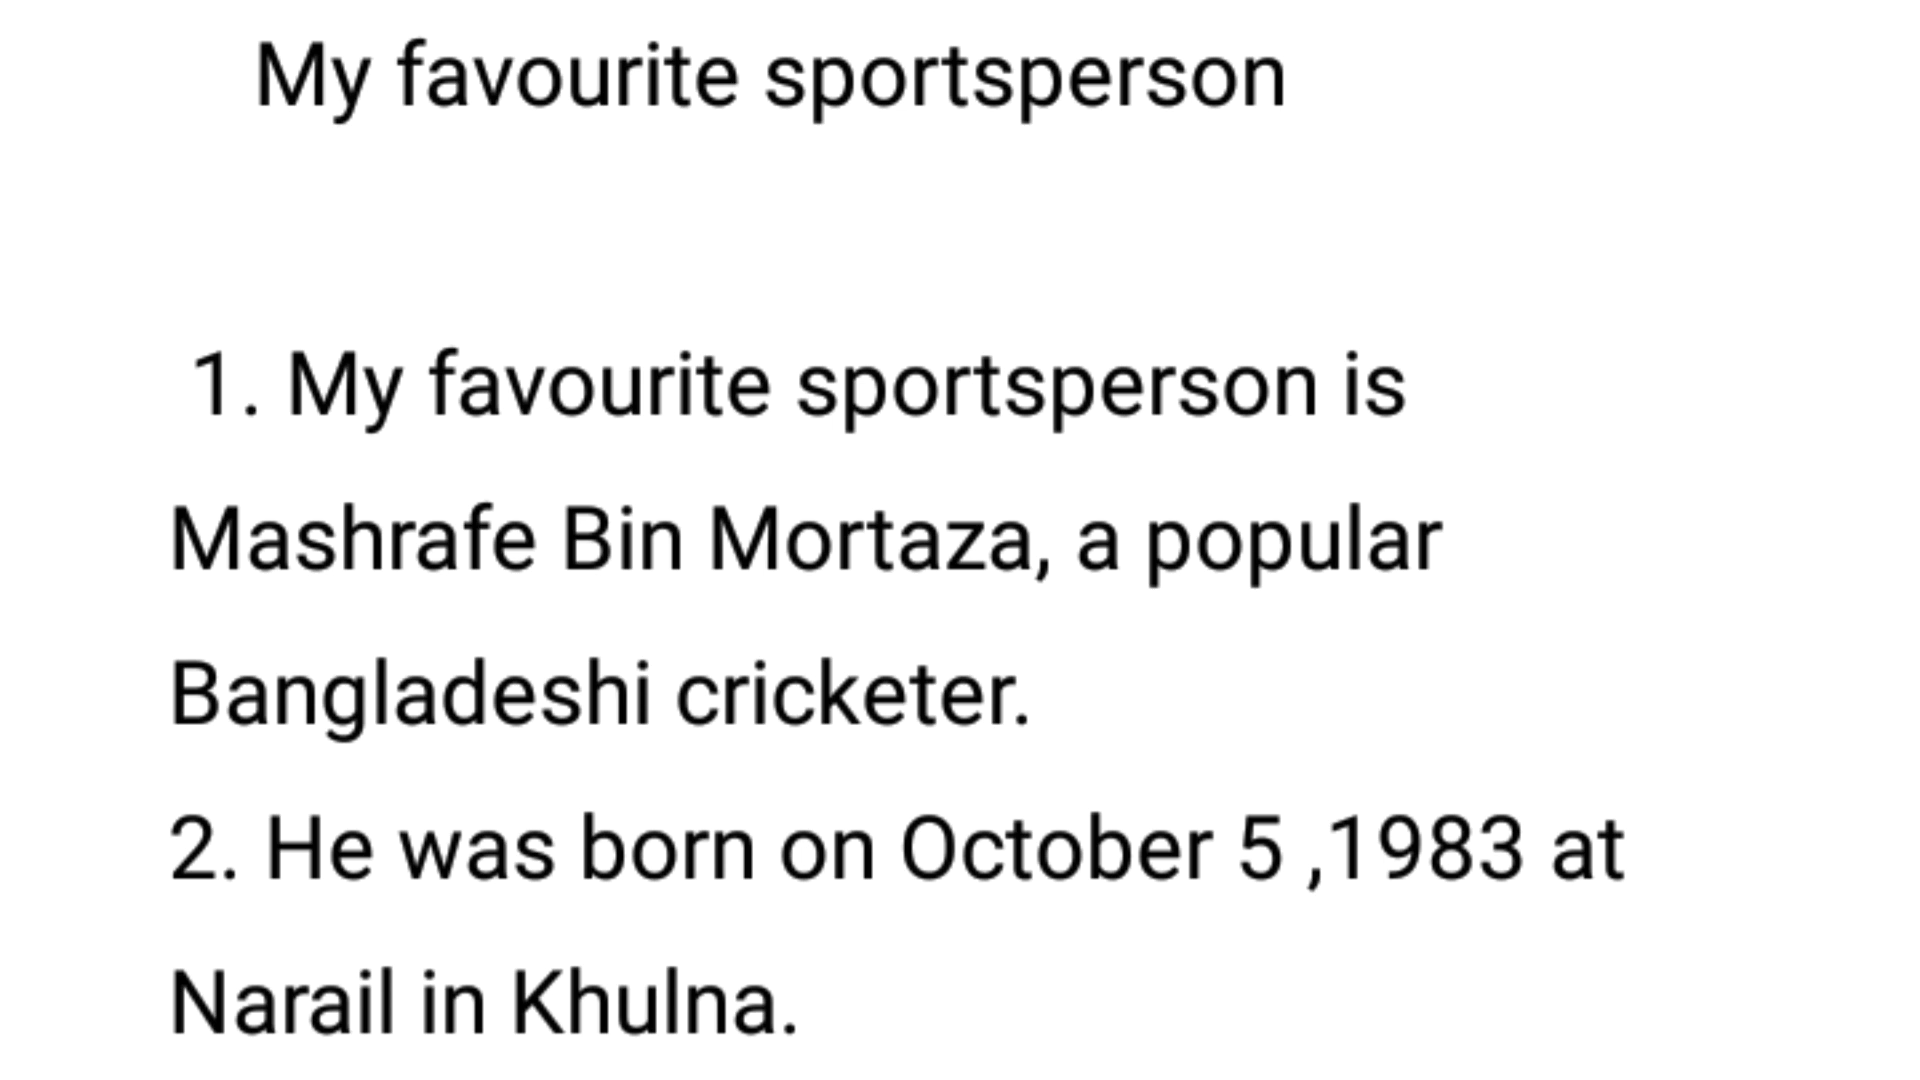 My favourite sportsperson
1. My favourite sportsperson is
Mashrafe Bin Mortaza, a popular
Bangladeshi cricketer.
2. He was born on October 5 ,1983 at
Narail in Khulna.